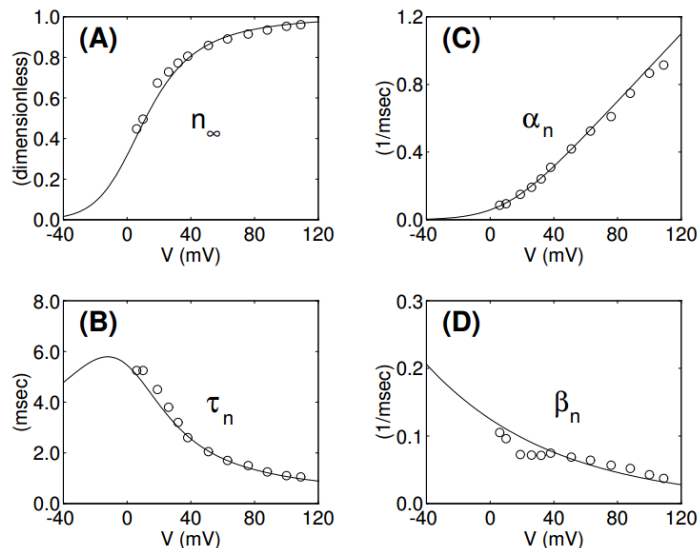 (A)
(dimensionless)
1.0
0.8
0.6
0.4
0.2
0.0
n∞
-40 0 40 80 120
V (mV)
(C)
(1/msec)
1.2
0.8
0.4
0.0
αn
-40 0 40 80 120
V (mV)
(B)
(msec)
8.0
6.0
4.0
2.0
0.0
τn
-40 0 40 80 120
V (mV)
(D)
(1/msec)
0.3
0.2
0.1
0.0
βn
-40 0 40 80 120
V (mV)